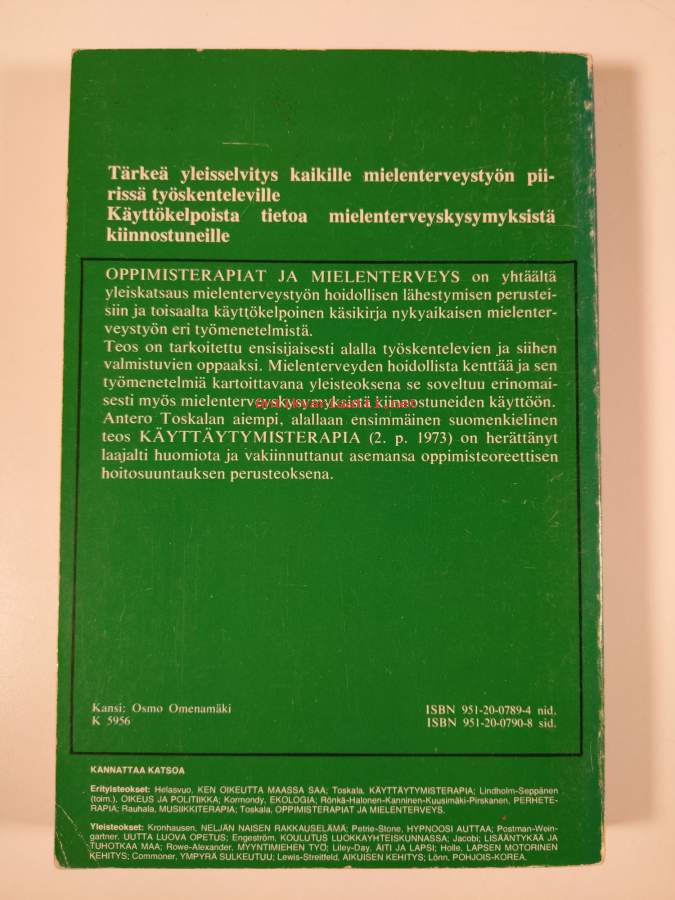 Tärkeä yleisselvitys kaikille mielenterveystyön pii-
rissä työskenteleville
Käyttökelpoista tietoa mielenterveyskysymyksistä
kiinnostuneille
OPPIMISTERAPIAT JA MIELENTERVEYS on yhtäältä
yleiskatsaus mielenterveystyön hoidollisen lähestymisen perustei-
siin ja toisaalta käyttökelpoinen käsikirja nykyaikaisen mielenter-
veystyön eri työmenetelmistä.
Teos on tarkoitettu ensisijaisesti alalla työskentelevien ja siihen
valmistuvien oppaaksi. Mielenterveyden hoidollista kenttää ja sen
työmenetelmiä kartoittavana yleisteoksena se soveltuu erinomai-
sesti myös mielenterveyskysymyksistä kiinnostuneiden käyttöön.
Antero Toskalan aiempi, alallaan ensimmäinen suomenkielinen
teos KÄYTTÄYTYMISTERAPIA (2. p. 1973) on herättänyt
laajalti huomiota ja vakiinnuttanut asemansa oppimisteoreettisen
hoitosuuntauksen perusteoksena.
Kansi: Osmo Omenamäki
K 5956
ISBN 951-20-0789-4 nid.
ISBN 951-20-0790-8 sid.
KANNATTAA KATSOA
Erityisteokset: Helasvuo, KEN OIKEUTTA MAASSA SAA; Toskala, KÄYTTÄYTYMISTERAPIA; Lindholm-Seppänen
(toim.), OIKEUS JA POLITIIKKA; Kormondy, EKOLOGIA; Rönkä-Halonen-Kanninen-Kuusimäki-Pirskanen, PERHETE-
RAPIA; Rauhala, MUSIIKKITERAPIA; Toskala, OPPIMISTERAPIAT JA MIELENTERVEYS.
Yleisteokset: Kronhausen, NELJÄN NAISEN RAKKAUSELÄMÄ; Petrie-Stone, HYPNOOSI AUTTAA; Postman-Wein-
gartner, UUTTA LUOVA OPETUS; Engeström, KOULUTUS LUOKKAYHTEISKUNNASSA; Jacobi, LISÄÄNTYKÄÄ JA
TUHOTKAA MAA; Rowe-Alexander, MYYNTIMIEHEN TYÖ; Liley-Day, ÄITI JA LAPSI; Holle, LAPSEN MOTORINEN
KEHITYS; Commoner, YMPYRÄ SULKEUTUU; Lewis-Streitfeld, AIKUISEN KEHITYS; Lönn, POHJOIS-KOREA.